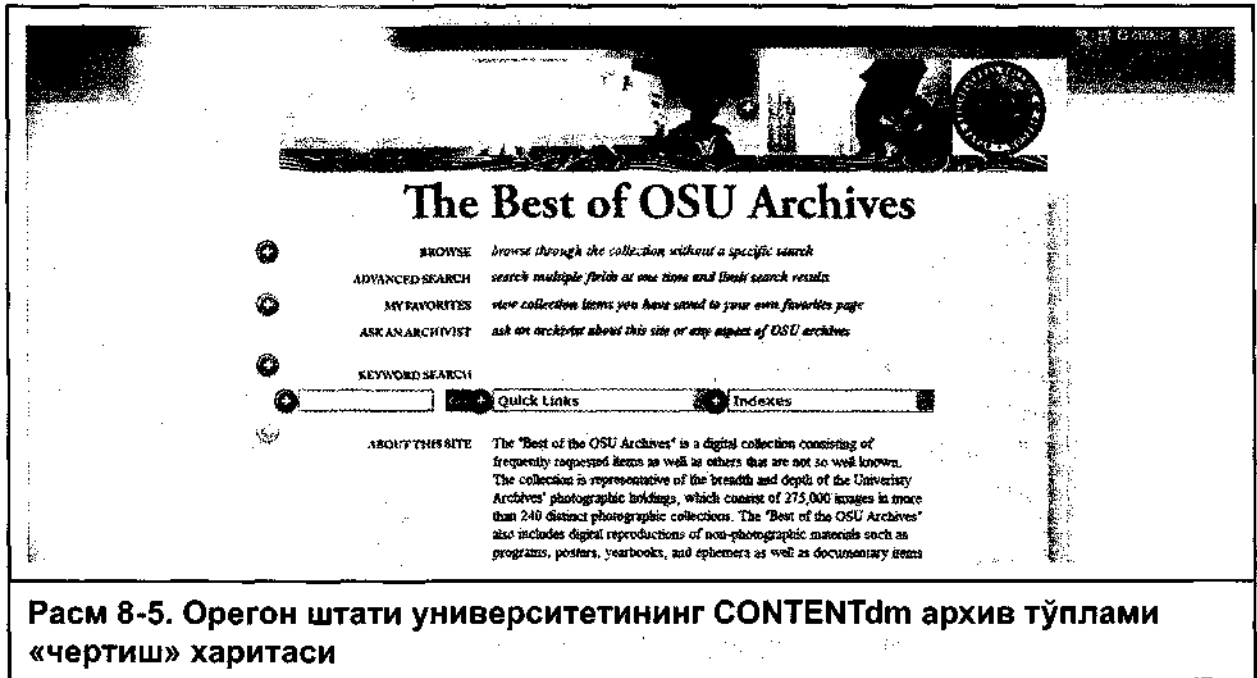 The Best of OSU Archives
BROWSE browse through the collection without a specific search
ADVANCED SEARCH search multiple fields at one time and limit search results
MY FAVORITES view collection items you have saved to your own favorites page
ASK AN ARCHIVIST ask an archivist about this site or any aspect of OSU archives
KEYWORD SEARCH
Quick Links Indexes
ABOUT THIS SITE The "Best of the OSU Archives" is a digital collection consisting of
frequently requested items as well as others that are not so well known.
The collection is representative of the breadth and depth of the Univeristy
Archives' photographic holdings, which consist of 275,000 images in more
than 240 distinct photographic collections. The "Best of the OSU Archives"
also includes digital reproductions of non-photographic materials such as
programs, posters, yearbooks, and ephemera as well as documentary items
Расм 8-5. Орегон штати университетининг CONTENTdm архив тўплами
«чертиш» харитаси